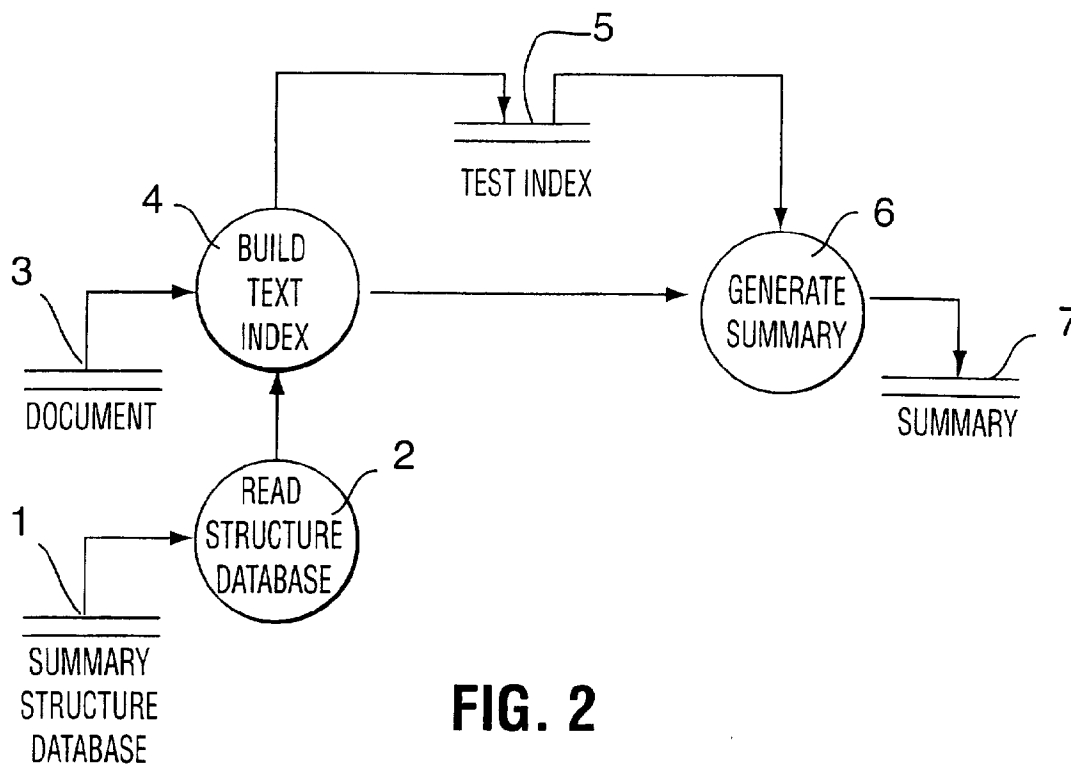 5
TEST INDEX
4
BUILD
TEXT
INDEX
6
GENERATE
SUMMARY
3
DOCUMENT
7
SUMMARY
2
READ
STRUCTURE
DATABASE
1
SUMMARY
STRUCTURE
DATABASE
FIG. 2